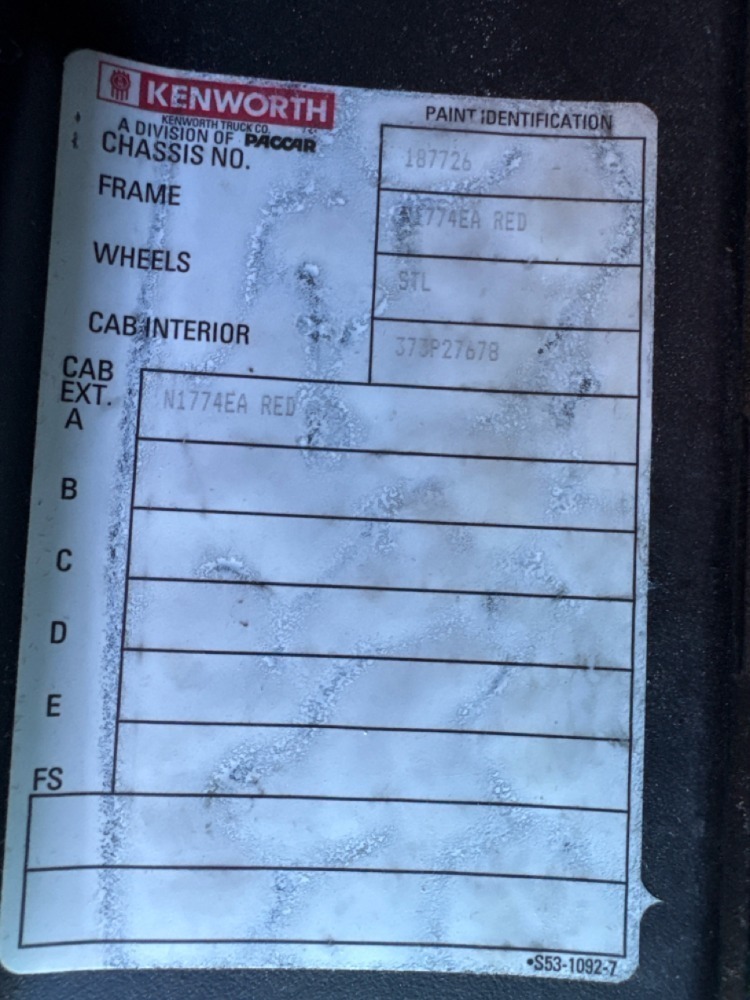 KENWORTH
KENWORTH TRUCK CO.
A DIVISION OF PACCAR
PAINT IDENTIFICATION
CHASSIS NO. 187726
FRAME N1774EA RED
WHEELS STL
CAB INTERIOR 373P27678
CAB
EXT.
A N1774EA RED
B
C
D
E
FS
•S53-1092-7